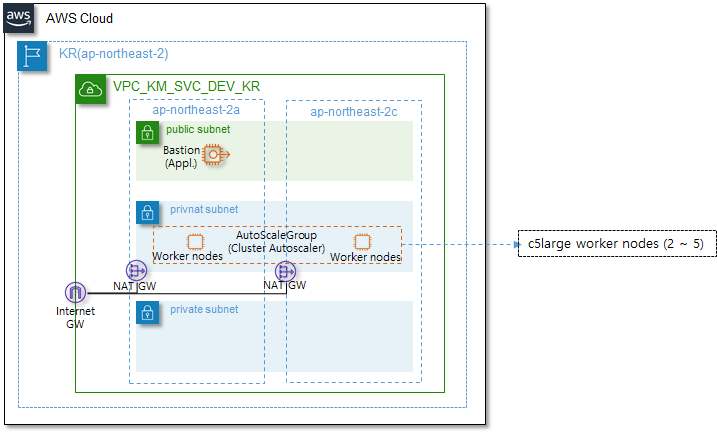 aws
AWS Cloud
KR(ap-northeast-2)
VPC_KM_SVC_DEV_KR
ap-northeast-2a
ap-northeast-2c
public subnet
Bastion
(Appl.)
privnat subnet
AutoScaleGroup
(Cluster Autoscaler)
Worker nodes
Worker nodes
c5large worker nodes (2 ~ 5)
NAT GW
NAT GW
Internet
GW
private subnet